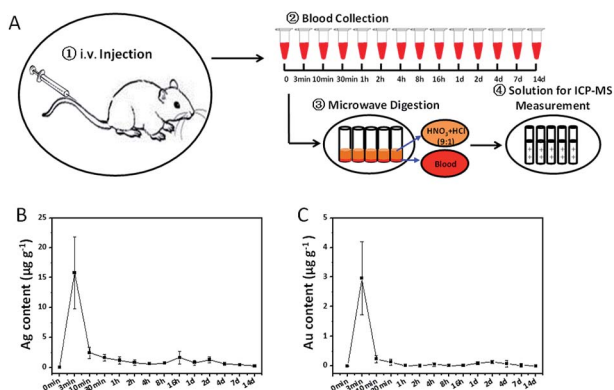 A
① i.v. Injection
② Blood Collection
0 3min 10min 30min 1h 2h 4h 8h 16h 1d 2d 4d 7d 14d
③ Microwave Digestion
HNO₃+HCl
(9:1)
Blood
④ Solution for ICP-MS
Measurement
B
Ag content (µg g⁻¹)
25
20
15
10
5
0
0min 3min 10min 30min 1h 2h 4h 8h 16h 1d 2d 4d 7d 14d
C
Au content (µg g⁻¹)
5
4
3
2
1
0
0min 3min 10min 30min 1h 2h 4h 8h 16h 1d 2d 4d 7d 14d